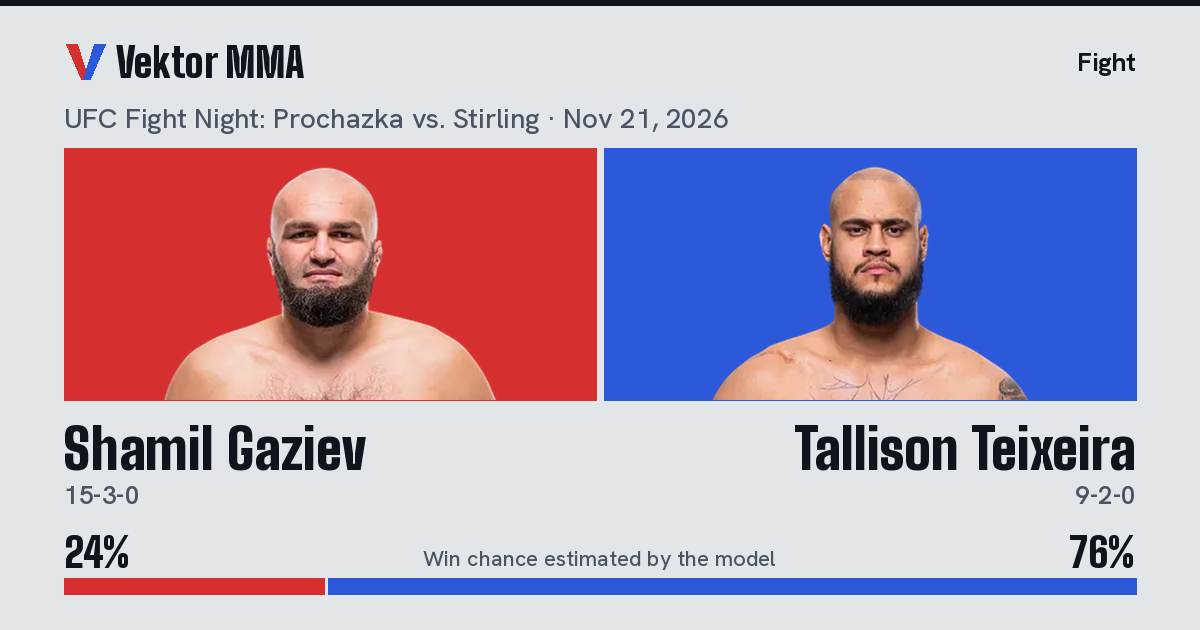 Vektor MMA
Fight
UFC Fight Night: Prochazka vs. Stirling · Nov 21, 2026
Shamil Gaziev
Tallison Teixeira
15-3-0
9-2-0
24%
Win chance estimated by the model
76%